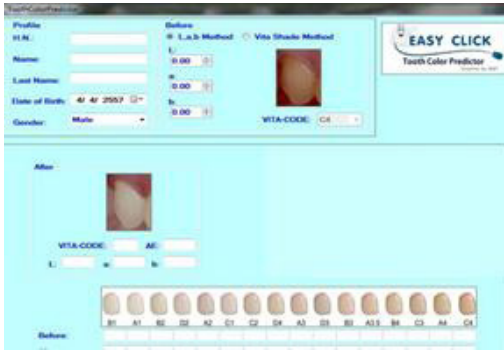 ToothColorPredictor
Profile
H.N.:
Name:
Last Name:
Date of Birth: 4/ 4/ 2557
Gender: Male
Before
L,a,b Method Vita Shade Method
L:
0.00
a:
0.00
b:
0.00
VITA-CODE: C4
EASY CLICK
Tooth Color Predictor
After
VITA-CODE: ΔE:
L: a: b:
B1 A1 B2 D2 A2 C1 C2 D4 A3 D3 B3 A3.5 B4 C3 A4 C4
Before: